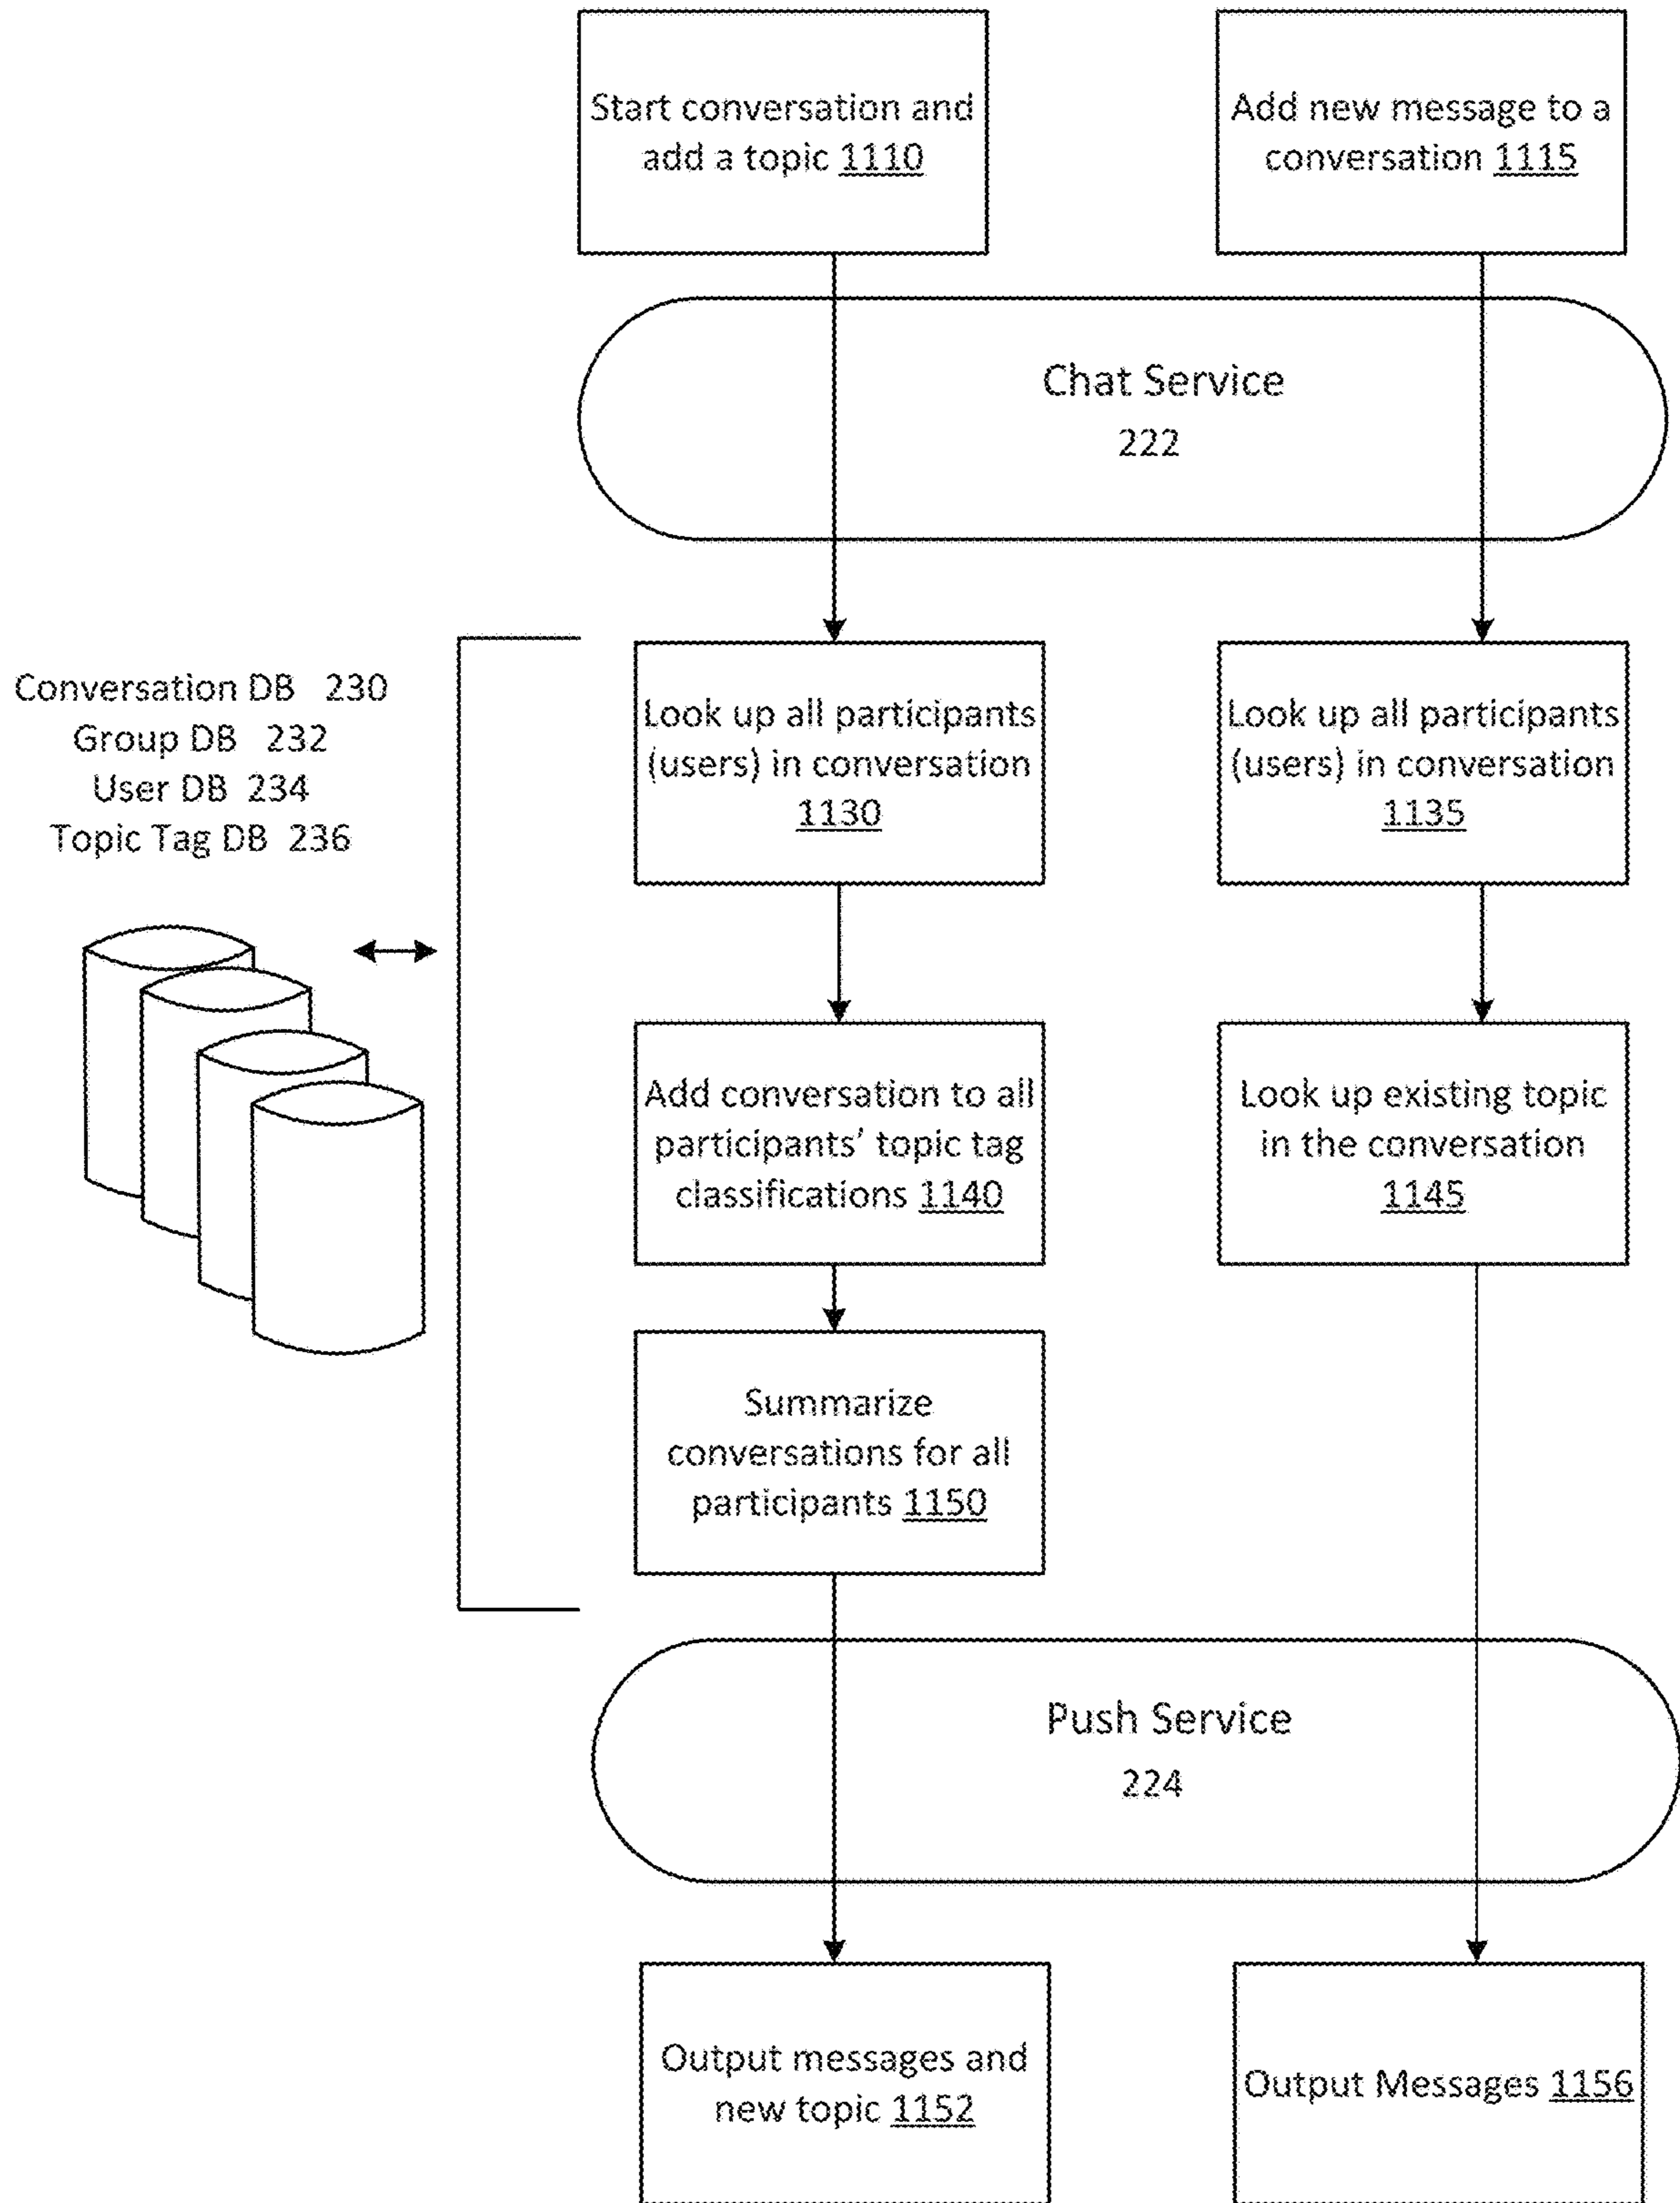 Start conversation and
add a topic 1110
Add new message to a
conversation 1115
Chat Service
222
Conversation DB 230
Group DB 232
User DB 234
Topic Tag DB 236
Look up all participants
(users) in conversation
1130
Look up all participants
(users) in conversation
1135
Add conversation to all
participants’ topic tag
classifications 1140
Look up existing topic
in the conversation
1145
Summarize
conversations for all
participants 1150
Push Service
224
Output messages and
new topic 1152
Output Messages 1156